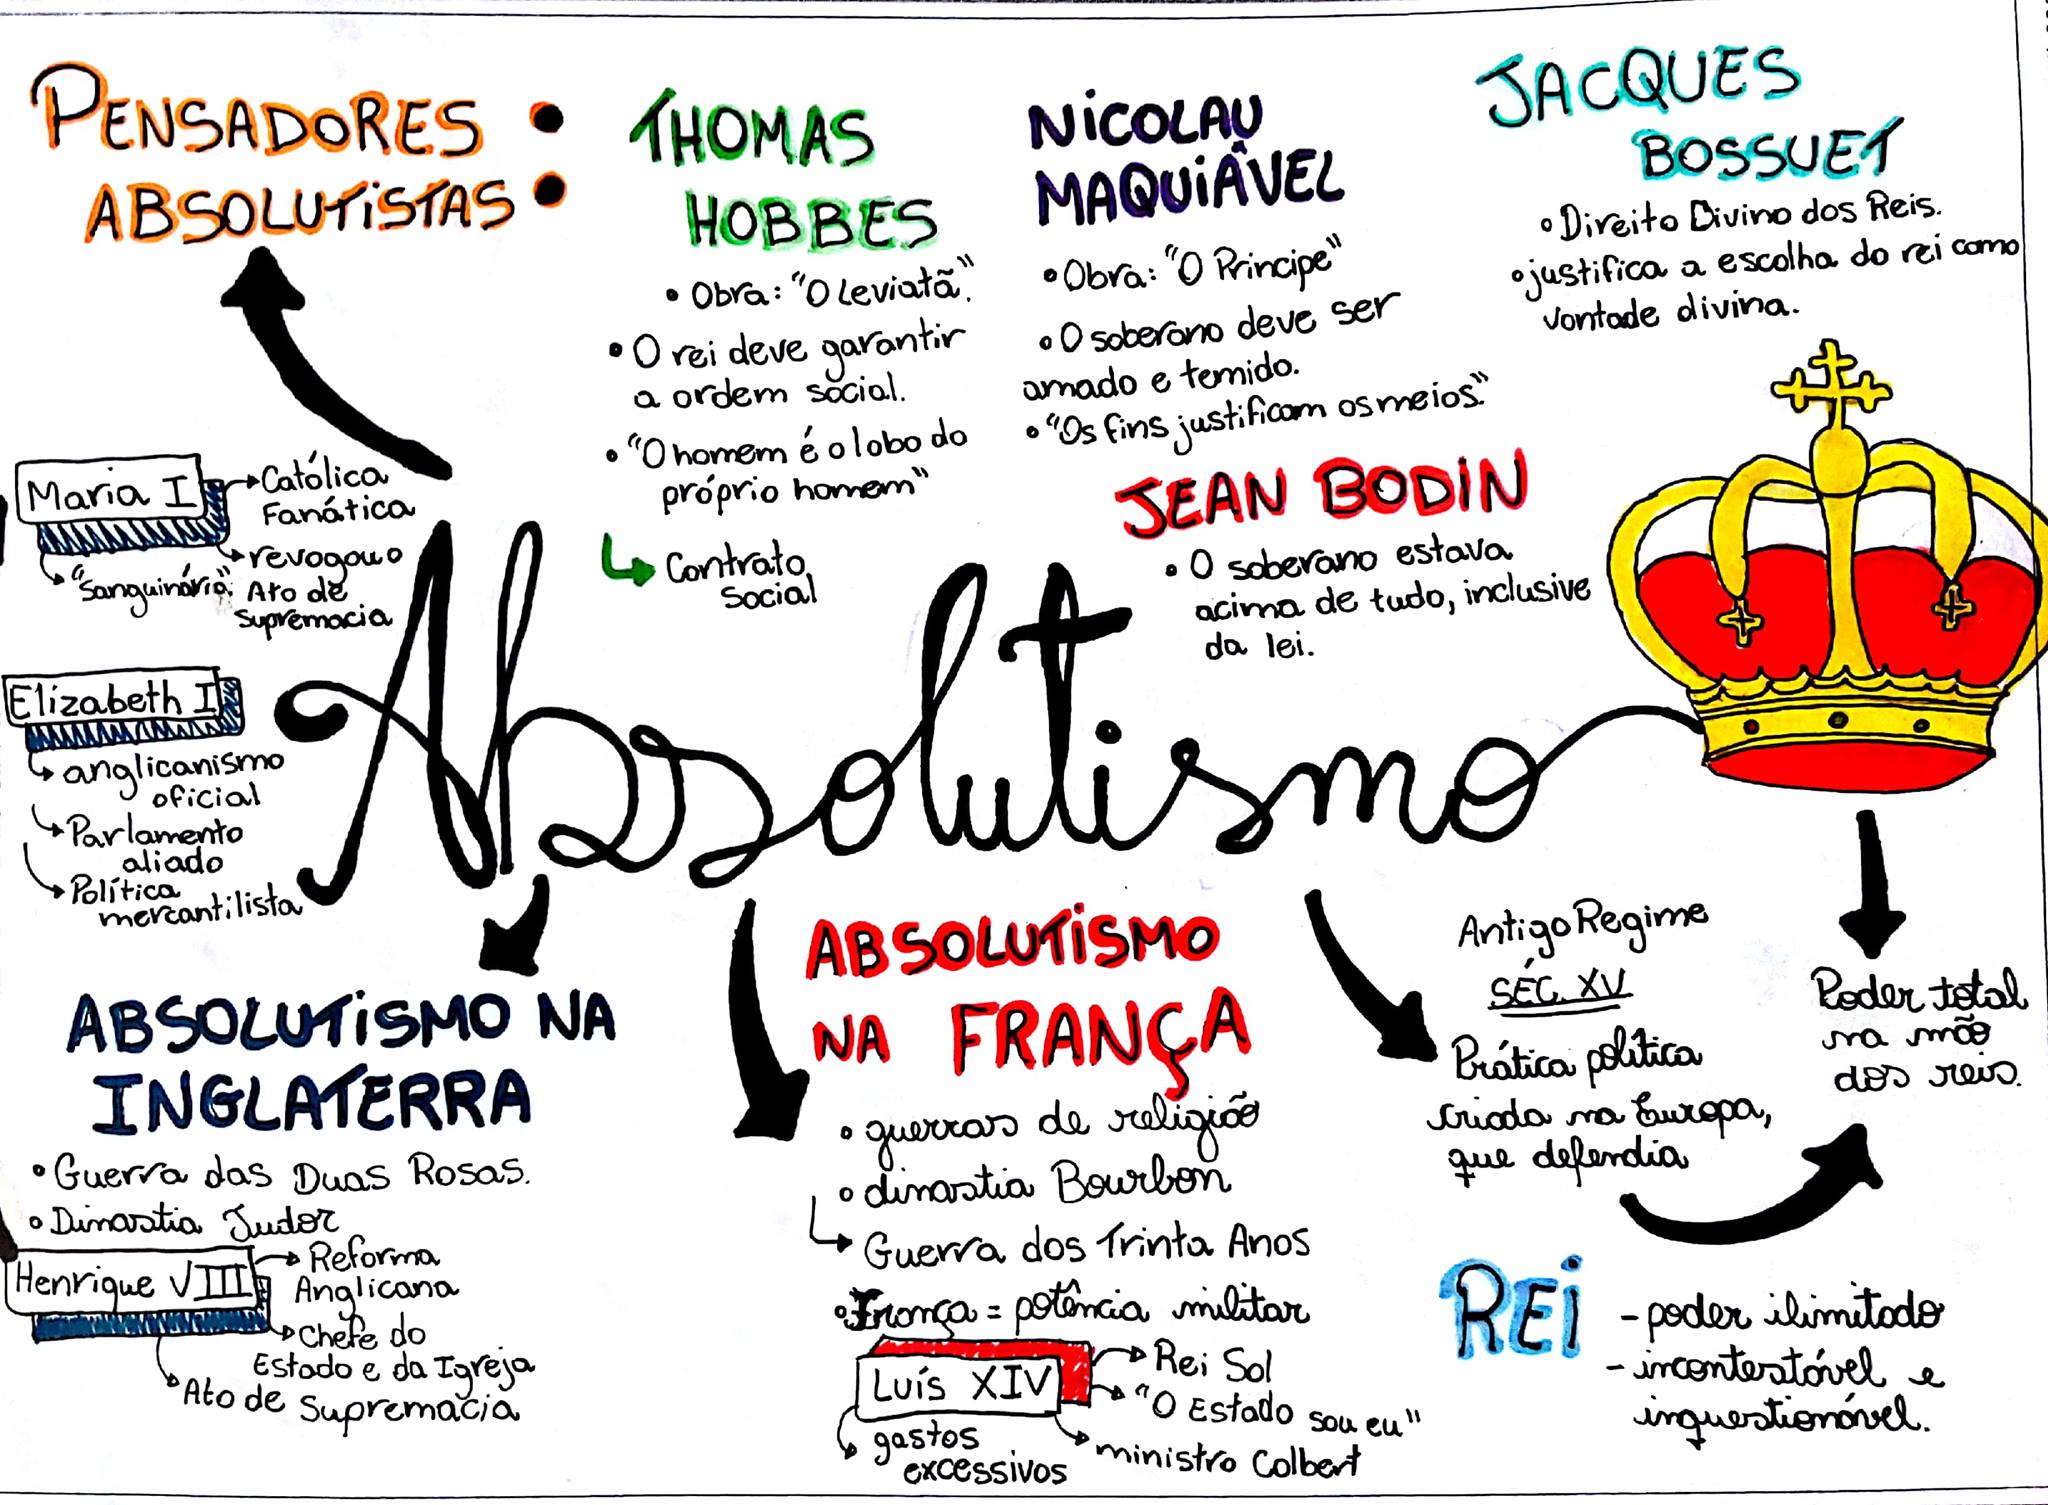 PENSADORES
ABSOLUTISTAS
THOMAS
HOBBES
• Obra: "O Leviatã".
• O rei deve garantir
a ordem social.
• "O homem é o lobo do
próprio homem"
Contrato
Social
NICOLAU
MAQUIÂVEL
• Obra: "O Principe"
• O soberano deve ser
amado e temido.
• "Os fins justificam os meios."
JACQUES
BOSSUET
• Direito Divino dos Reis.
• justifica a escolha do rei como
vontade divina.
JEAN BODIN
• O soberano estava
acima de tudo, inclusive
da lei.
Maria I
Católica
Fanática
revogou o
Ato de
Supremacia
"Sanguinária"
Elizabeth I
anglicanismo
oficial
Parlamento
aliado
Política
mercantilista
Absolutismo
ABSOLUTISMO NA
INGLATERRA
• Guerra das Duas Rosas.
• Dinastia Tudor
Henrique VIII
Reforma
Anglicana
Chefe do
Estado e da Igreja
Ato de Supremacia
ABSOLUTISMO
NA FRANÇA
• guerras de religião
• dinastia Bourbon
Guerra dos Trinta Anos
• França = potência militar
Luís XIV
Rei Sol
"O Estado sou eu"
ministro Colbert
gastos
excessivos
Antigo Regime
SÉC. XV
Prática política
criada na Europa,
que defendia
Poder total
na mão
dos reis.
REI
- poder ilimitado
- incontestável e
inquestionável.